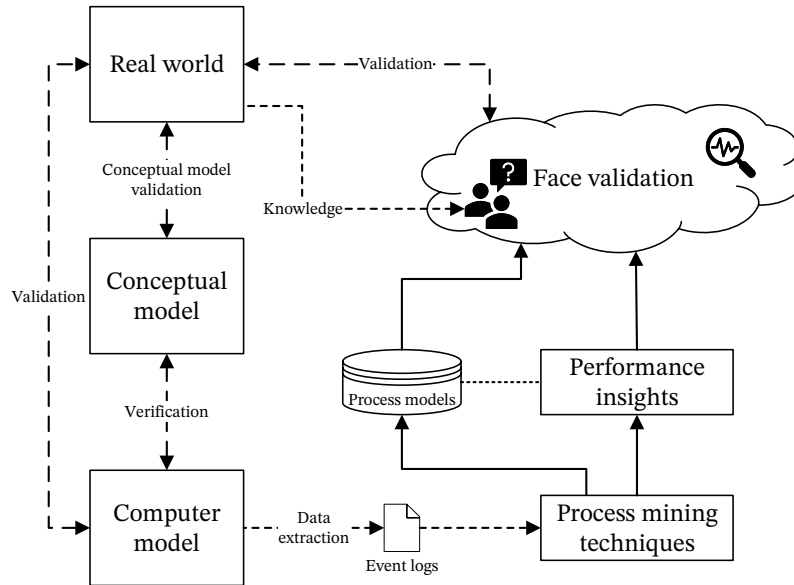 Real world
Validation
Face validation
?
Conceptual model
validation
Knowledge
Validation
Conceptual
model
Verification
Process models
Performance
insights
Computer
model
Data
extraction
Event logs
Process mining
techniques